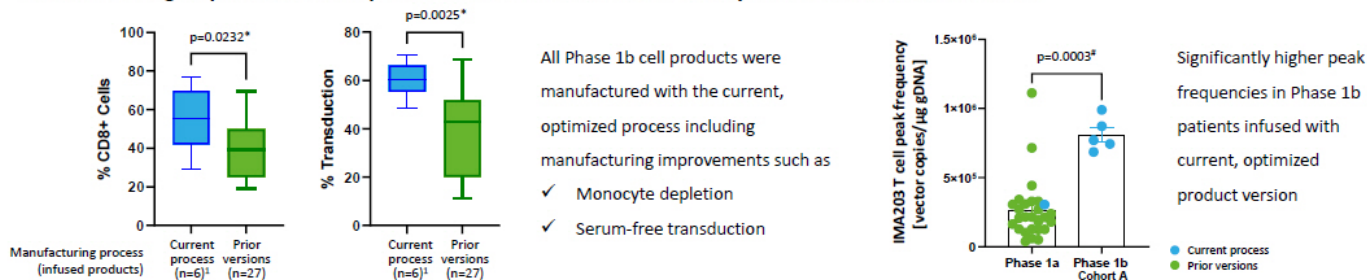 p=0.0232*
100
80
60
40
20
0
% CD8+ Cells
Manufacturing process
(infused products)
Current
process
(n=6)¹
Prior
versions
(n=27)
p=0.0025*
80
60
40
20
0
% Transduction
Current
process
(n=6)¹
Prior
versions
(n=27)
All Phase 1b cell products were
manufactured with the current,
optimized process including
manufacturing improvements such as
✓ Monocyte depletion
✓ Serum-free transduction
IMA203 T cell peak frequency
[vector copies/µg gDNA]
1.5×10⁶
1×10⁶
5×10⁵
0
p=0.0003#
Phase 1a
Phase 1b
Cohort A
Current process
Prior versions
Significantly higher peak
frequencies in Phase 1b
patients infused with
current, optimized
product version